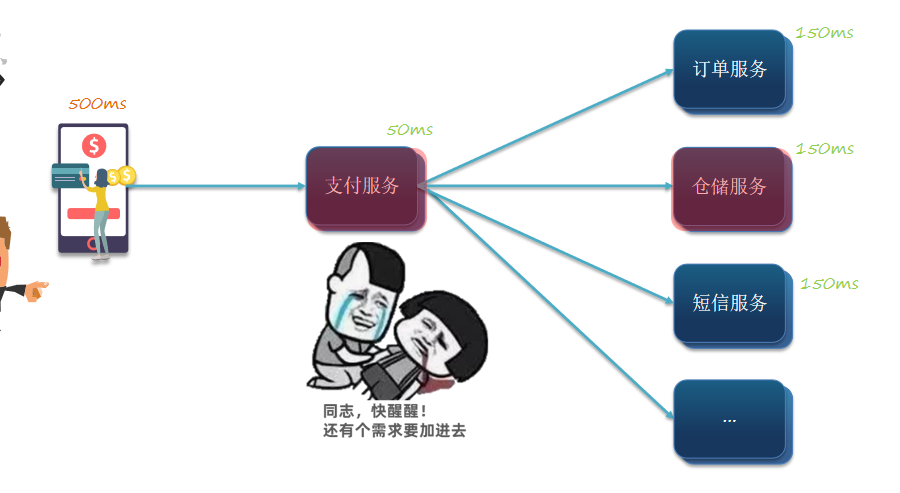 150ms
订单服务
500ms
$
$
$
50ms
支付服务
150ms
仓储服务
150ms
短信服务
...
同志，快醒醒！
还有个需求要加进去